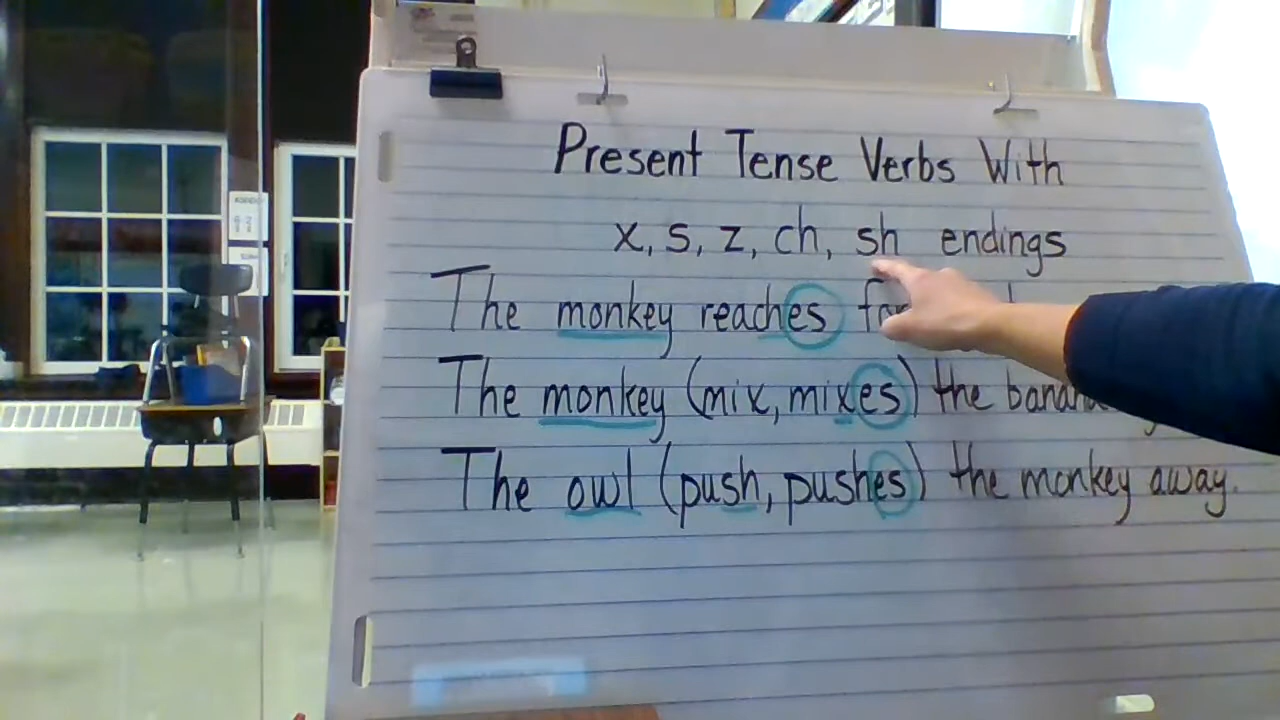 Present Tense Verbs With
x, s, z, ch, sh endings
The monkey reaches
The monkey (mix, mixes) the
The owl (push, pushes) the monkey away.